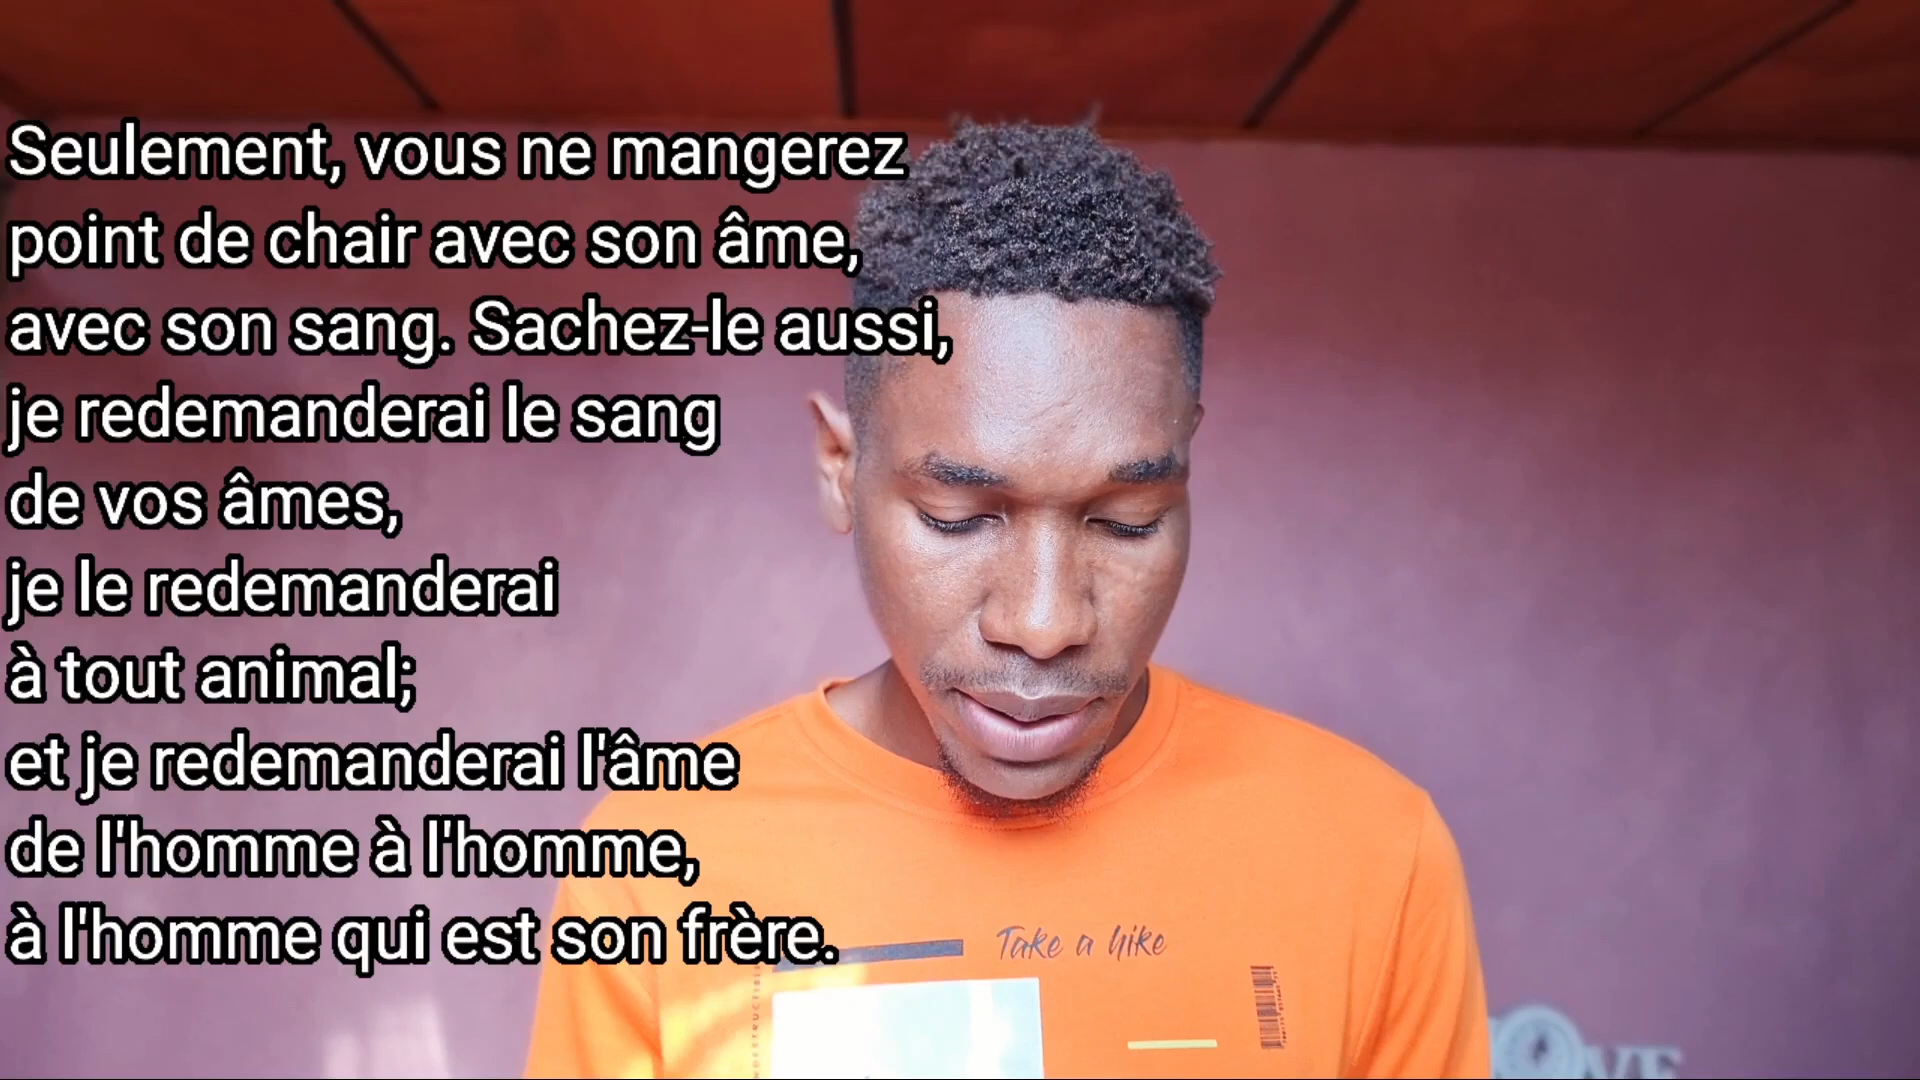 Seulement, vous ne mangerez
point de chair avec son âme,
avec son sang. Sachez-le aussi,
je redemanderai le sang
de vos âmes,
je le redemanderai
à tout animal;
et je redemanderai l'âme
de l'homme à l'homme,
à l'homme qui est son frère.
Take a hike